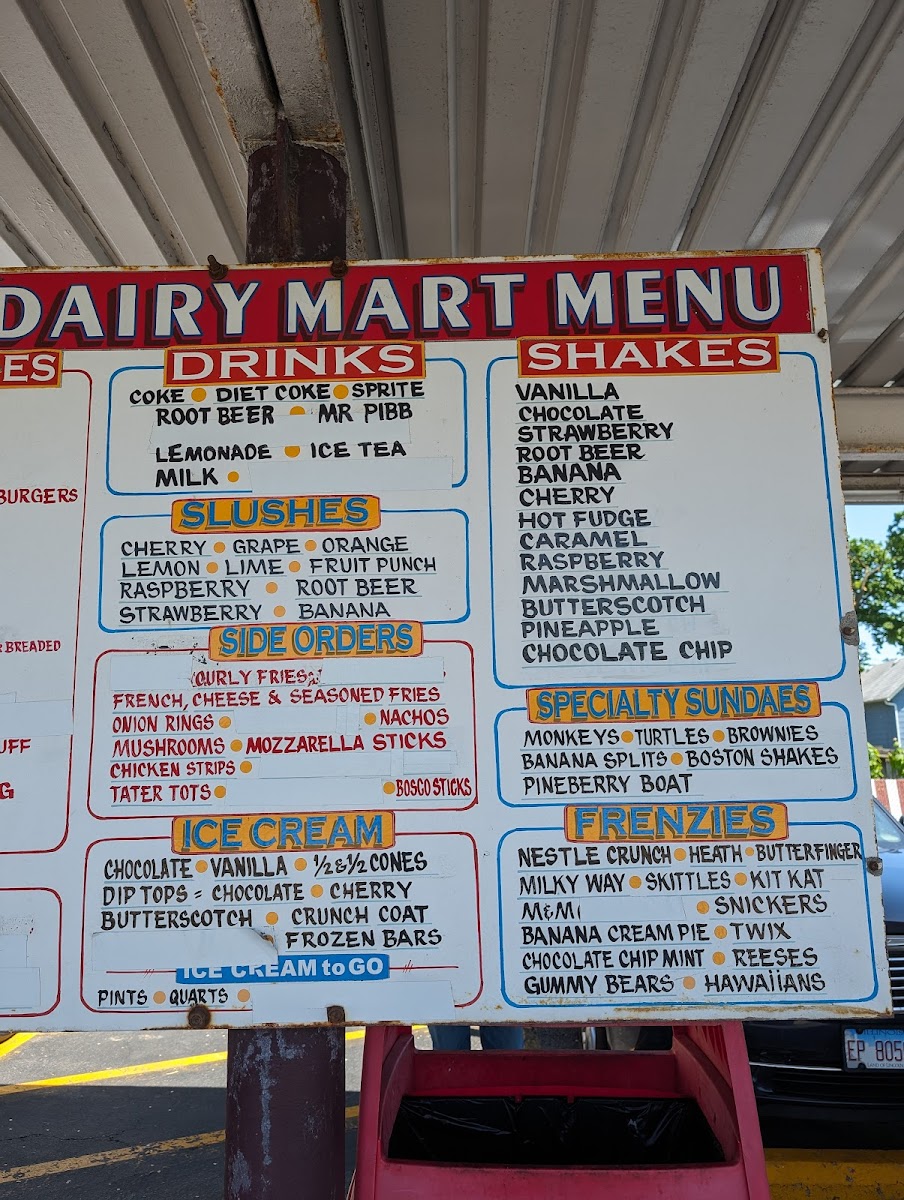 DAIRY MART MENU
ES
BURGERS
BREADED
UFF
G
DRINKS
COKE DIET COKE SPRITE
ROOT BEER MR PIBB
LEMONADE ICE TEA
MILK
SLUSHES
CHERRY GRAPE ORANGE
LEMON LIME FRUIT PUNCH
RASPBERRY ROOT BEER
STRAWBERRY BANANA
SIDE ORDERS
CURLY FRIES
FRENCH, CHEESE & SEASONED FRIES
ONION RINGS NACHOS
MUSHROOMS MOZZARELLA STICKS
CHICKEN STRIPS
TATER TOTS BOSCO STICKS
ICE CREAM
CHOCOLATE VANILLA 1/2 & 1/2 CONES
DIP TOPS = CHOCOLATE CHERRY
BUTTERSCOTCH CRUNCH COAT
FROZEN BARS
ICE CREAM to GO
PINTS QUARTS
SHAKES
VANILLA
CHOCOLATE
STRAWBERRY
ROOT BEER
BANANA
CHERRY
HOT FUDGE
CARAMEL
RASPBERRY
MARSHMALLOW
BUTTERSCOTCH
PINEAPPLE
CHOCOLATE CHIP
SPECIALTY SUNDAES
MONKEYS TURTLES BROWNIES
BANANA SPLITS BOSTON SHAKES
PINEBERRY BOAT
FRENZIES
NESTLE CRUNCH HEATH BUTTERFINGER
MILKY WAY SKITTLES KIT KAT
M&M SNICKERS
BANANA CREAM PIE TWIX
CHOCOLATE CHIP MINT REESES
GUMMY BEARS HAWAiiANS
EP 805